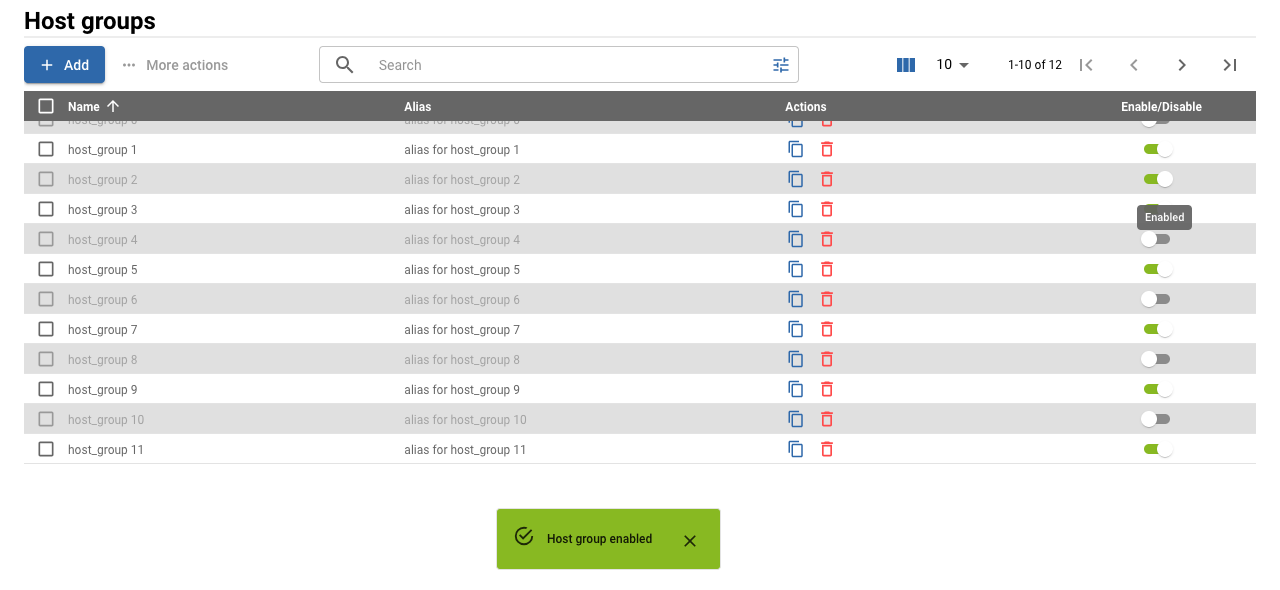 Host groups
Add
More actions
Search
10
1-10 of 12
Name Alias Actions Enable/Disable
host_group 0 alias for host_group 0
host_group 1 alias for host_group 1
host_group 2 alias for host_group 2
host_group 3 alias for host_group 3
Enabled
host_group 4 alias for host_group 4
host_group 5 alias for host_group 5
host_group 6 alias for host_group 6
host_group 7 alias for host_group 7
host_group 8 alias for host_group 8
host_group 9 alias for host_group 9
host_group 10 alias for host_group 10
host_group 11 alias for host_group 11
Host group enabled